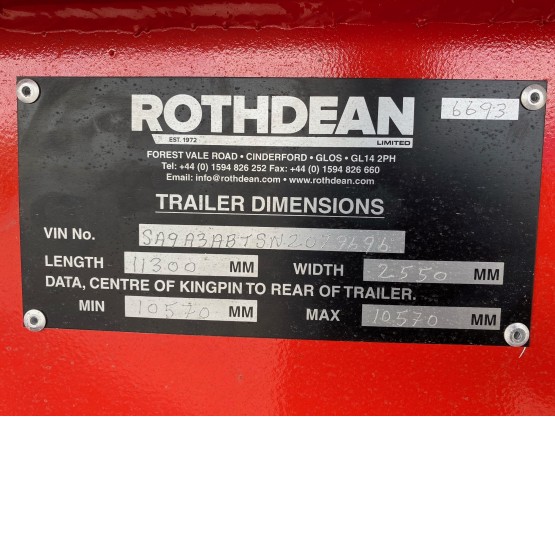 ROTHDEAN
6693
EST. 1972 LIMITED
FOREST VALE ROAD • CINDERFORD • GLOS • GL14 2PH
Tel: +44 (0) 1594 826 252 Fax: +44 (0) 1594 826 660
Email: info@rothdean.com • www.rothdean.com
TRAILER DIMENSIONS
VIN No.
LENGTH 11300 MM WIDTH 2550 MM
DATA, CENTRE OF KINGPIN TO REAR OF TRAILER.
MIN 10570 MM MAX 10570 MM